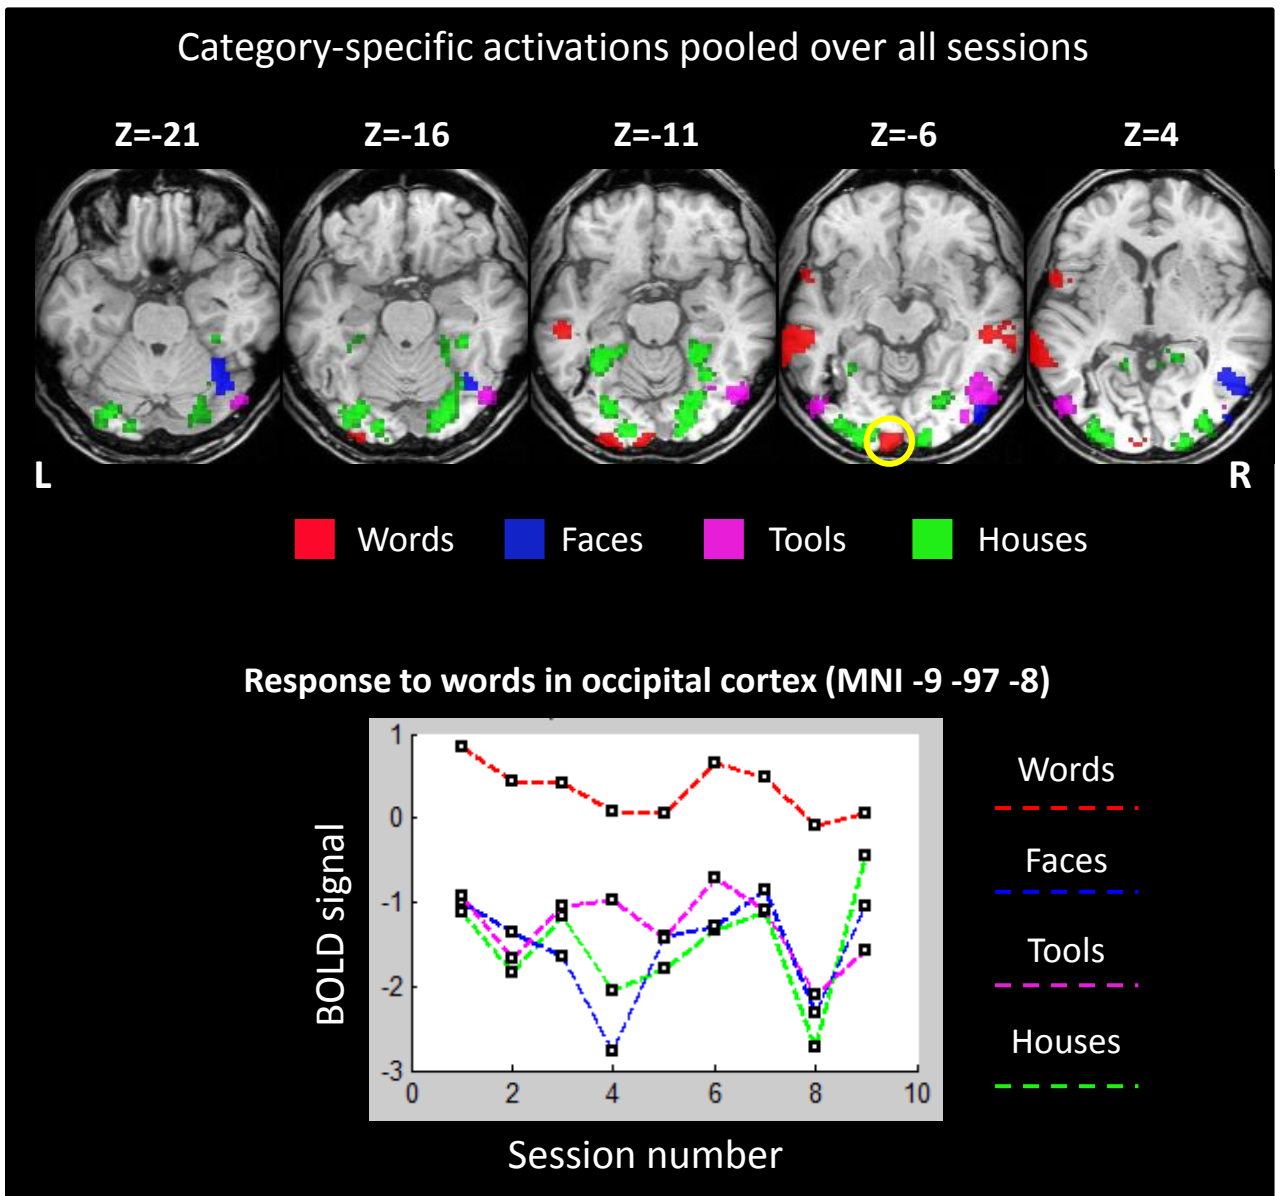 Category-specific activations pooled over all sessions
Z=-21 Z=-16 Z=-11 Z=-6 Z=4
L R
Words Faces Tools Houses
Response to words in occipital cortex (MNI -9 -97 -8)
BOLD signal
1
0
-1
-2
-3
0 2 4 6 8 10
Session number
Words
Faces
Tools
Houses